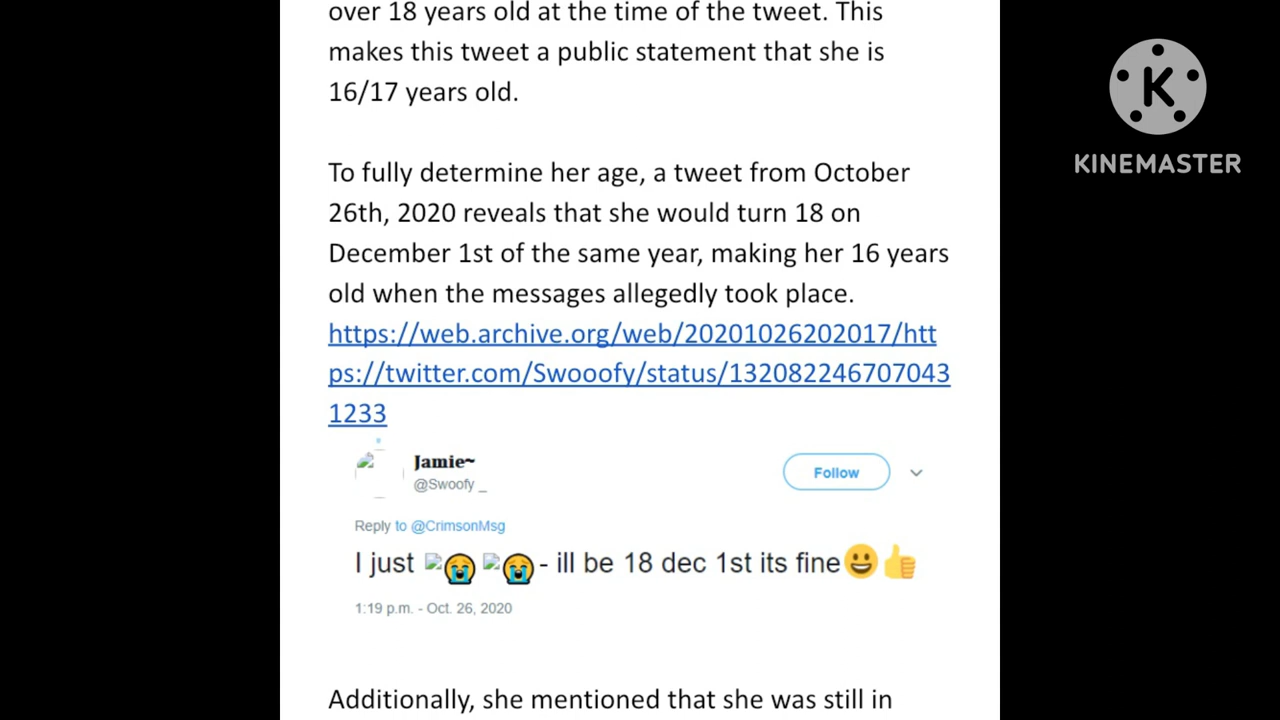 over 18 years old at the time of the tweet. This
makes this tweet a public statement that she is
16/17 years old.
KINEMASTER
To fully determine her age, a tweet from October
26th, 2020 reveals that she would turn 18 on
December 1st of the same year, making her 16 years
old when the messages allegedly took place.
https://web.archive.org/web/20201026202017/htt
ps://twitter.com/Swooofy/status/132082246707043
1233
Jamie~
@Swoofy _
Follow
Reply to @CrimsonMsg
I just 😭 😭 - ill be 18 dec 1st its fine😀👍
1:19 p.m. - Oct. 26, 2020
Additionally, she mentioned that she was still in